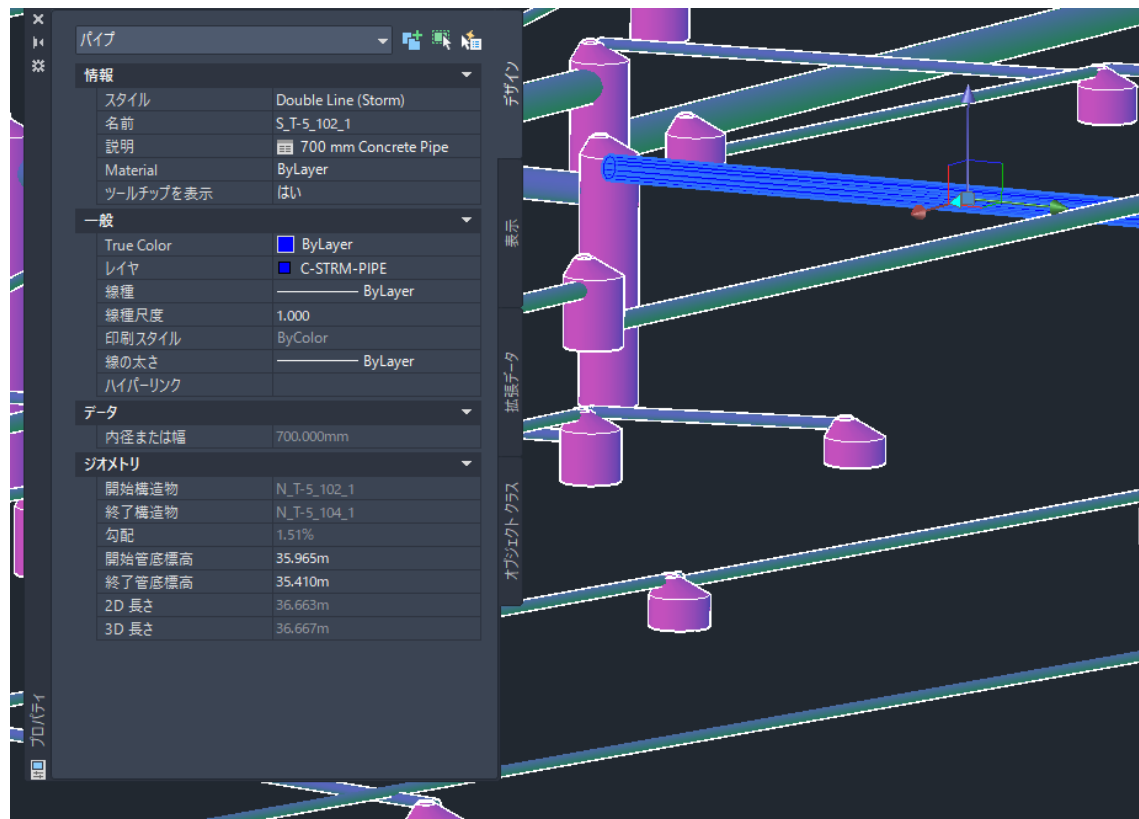 パイプ
情報
スタイル Double Line (Storm)
名前 S_T-5_102_1
説明 700 mm Concrete Pipe
Material ByLayer
ツールチップを表示 はい
一般
True Color ByLayer
レイヤ C-STRM-PIPE
線種 ByLayer
線種尺度 1.000
印刷スタイル ByColor
線の太さ ByLayer
ハイパーリンク
データ
内径または幅 700.000mm
ジオメトリ
開始構造物 N_T-5_102_1
終了構造物 N_T-5_104_1
勾配 1.51%
開始管底標高 35.965m
終了管底標高 35.410m
2D 長さ 36.663m
3D 長さ 36.667m
デザイン
表示
拡張データ
オブジェクト クラス
プロパティ